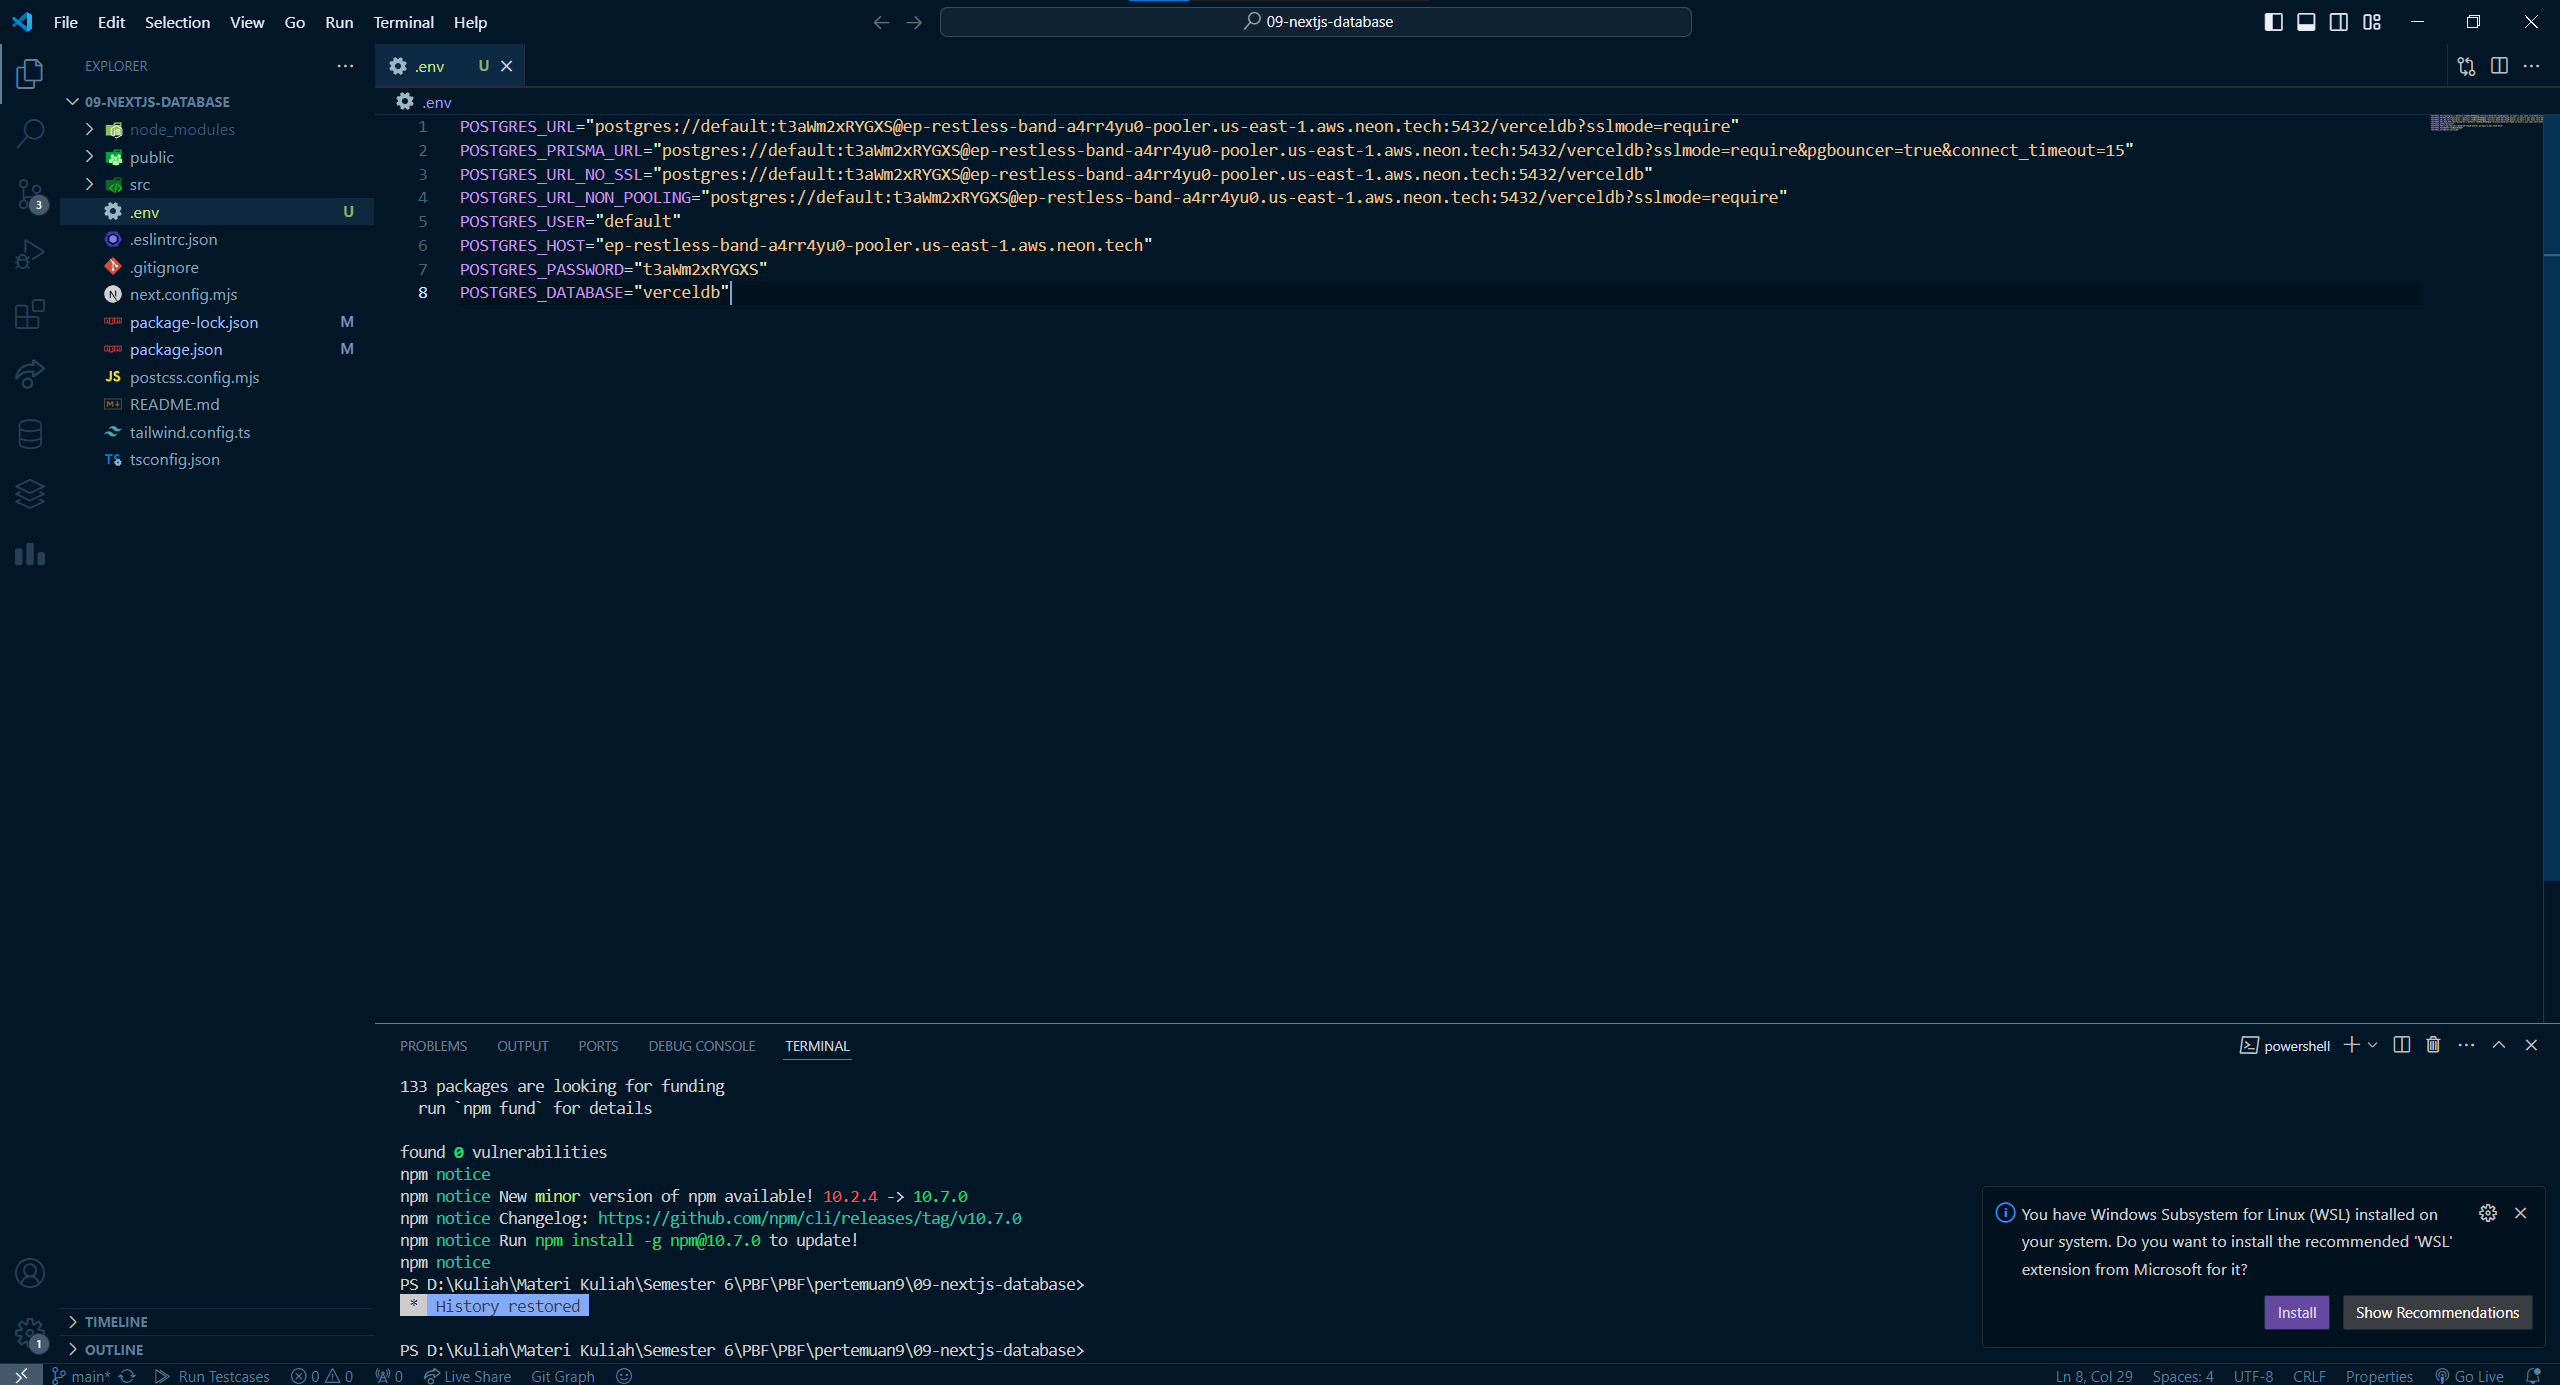 File Edit Selection View Go Run Terminal Help
09-nextjs-database
EXPLORER
09-NEXTJS-DATABASE
node_modules
public
src
.env U
.eslintrc.json
.gitignore
next.config.mjs
package-lock.json M
package.json M
JS postcss.config.mjs
README.md
tailwind.config.ts
TS tsconfig.json
3
TIMELINE
OUTLINE
1
.env U
.env
1 POSTGRES_URL="postgres://default:t3aWm2xRYGXS@ep-restless-band-a4rr4yu0-pooler.us-east-1.aws.neon.tech:5432/verceldb?sslmode=require"
2 POSTGRES_PRISMA_URL="postgres://default:t3aWm2xRYGXS@ep-restless-band-a4rr4yu0-pooler.us-east-1.aws.neon.tech:5432/verceldb?sslmode=require&pgbouncer=true&connect_timeout=15"
3 POSTGRES_URL_NO_SSL="postgres://default:t3aWm2xRYGXS@ep-restless-band-a4rr4yu0-pooler.us-east-1.aws.neon.tech:5432/verceldb"
4 POSTGRES_URL_NON_POOLING="postgres://default:t3aWm2xRYGXS@ep-restless-band-a4rr4yu0.us-east-1.aws.neon.tech:5432/verceldb?sslmode=require"
5 POSTGRES_USER="default"
6 POSTGRES_HOST="ep-restless-band-a4rr4yu0-pooler.us-east-1.aws.neon.tech"
7 POSTGRES_PASSWORD="t3aWm2xRYGXS"
8 POSTGRES_DATABASE="verceldb"
PROBLEMS OUTPUT PORTS DEBUG CONSOLE TERMINAL
powershell
133 packages are looking for funding
run `npm fund` for details
found 0 vulnerabilities
npm notice
npm notice New minor version of npm available! 10.2.4 -> 10.7.0
npm notice Changelog: https://github.com/npm/cli/releases/tag/v10.7.0
npm notice Run npm install -g npm@10.7.0 to update!
npm notice
PS D:\Kuliah\Materi Kuliah\Semester 6\PBF\PBF\pertemuan9\09-nextjs-database>
* History restored
PS D:\Kuliah\Materi Kuliah\Semester 6\PBF\PBF\pertemuan9\09-nextjs-database>
You have Windows Subsystem for Linux (WSL) installed on
your system. Do you want to install the recommended 'WSL'
extension from Microsoft for it?
Install Show Recommendations
main* Run Testcases 0 0 0 Live Share Git Graph
Ln 8, Col 29 Spaces: 4 UTF-8 CRLF Properties Go Live